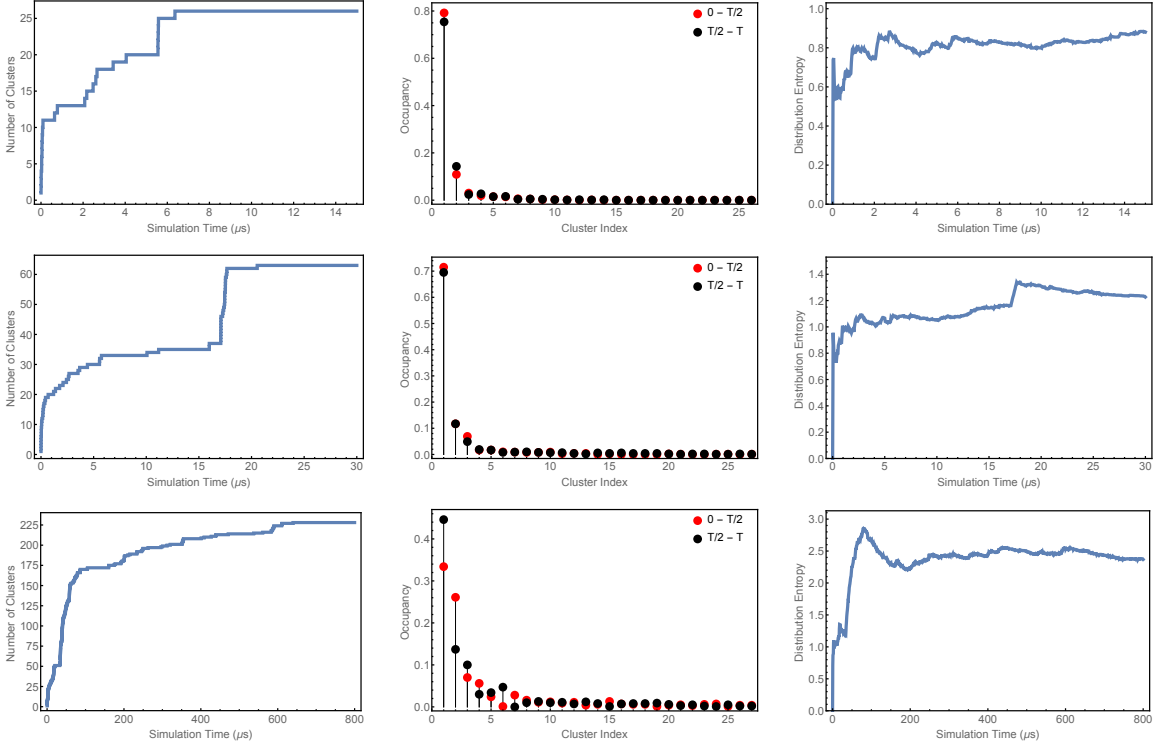 Number of Clusters
25
20
15
10
5
0
0 2 4 6 8 10 12 14
Simulation Time (μs)
Occupancy
0.8
0.6
0.4
0.2
0.0
0 5 10 15 20 25
Cluster Index
0 – T/2
T/2 – T
Distribution Entropy
1.0
0.8
0.6
0.4
0.2
0.0
0 2 4 6 8 10 12 14
Simulation Time (μs)
Number of Clusters
60
50
40
30
20
10
0
0 5 10 15 20 25 30
Simulation Time (μs)
Occupancy
0.7
0.6
0.5
0.4
0.3
0.2
0.1
0.0
0 5 10 15 20 25
Cluster Index
0 – T/2
T/2 – T
Distribution Entropy
1.4
1.2
1.0
0.8
0.6
0.4
0.2
0.0
0 5 10 15 20 25 30
Simulation Time (μs)
Number of Clusters
225
200
175
150
125
100
75
50
25
0
0 200 400 600 800
Simulation Time (μs)
Occupancy
0.4
0.3
0.2
0.1
0.0
0 5 10 15 20 25
Cluster Index
0 – T/2
T/2 – T
Distribution Entropy
3.0
2.5
2.0
1.5
1.0
0.5
0.0
0 200 400 600 800
Simulation Time (μs)